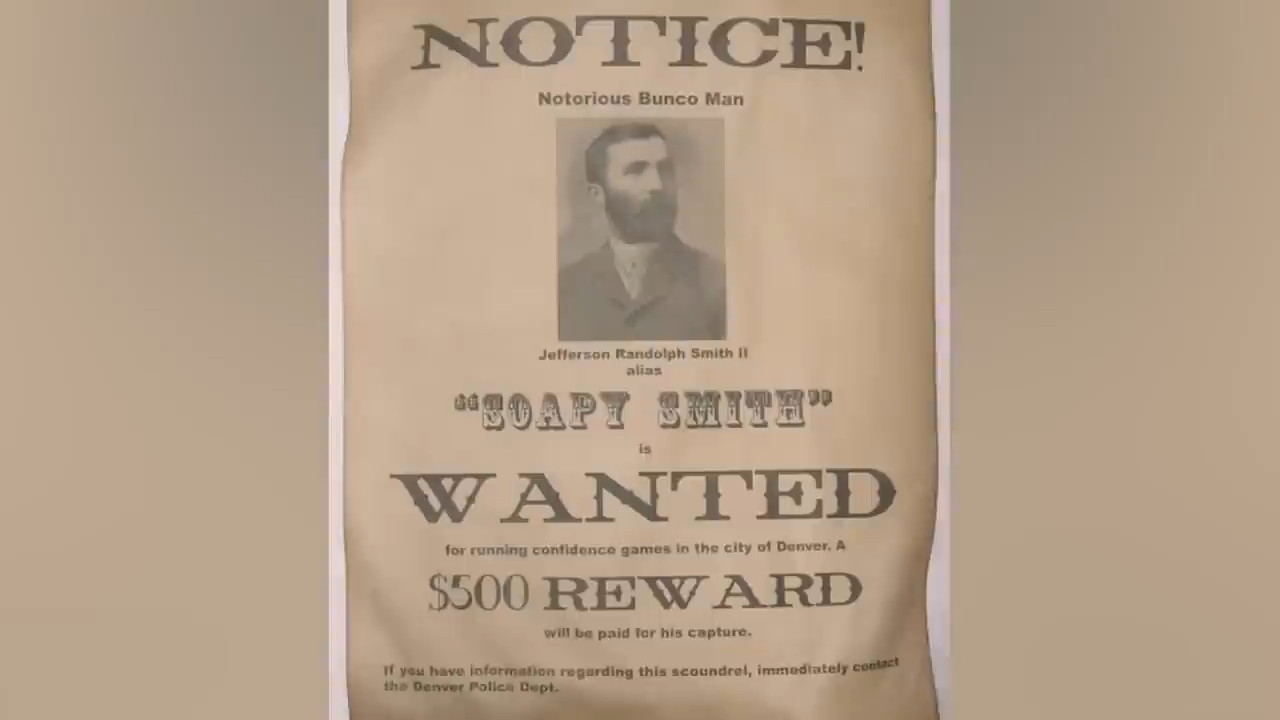 NOTICE!
Notorious Bunco Man
Jefferson Randolph Smith II
alias
“SOAPY SMITH”
is
WANTED
for running confidence games in the city of Denver. A
$500 REWARD
will be paid for his capture.
If you have information regarding this scoundrel, immediately contact
the Denver Police Dept.